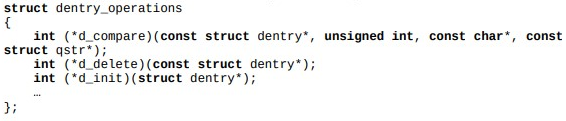 struct dentry_operations
{
    int (*d_compare)(const struct dentry*, unsigned int, const char*, const
struct qstr*);
    int (*d_delete)(const struct dentry*);
    int (*d_init)(struct dentry*);
    …
};